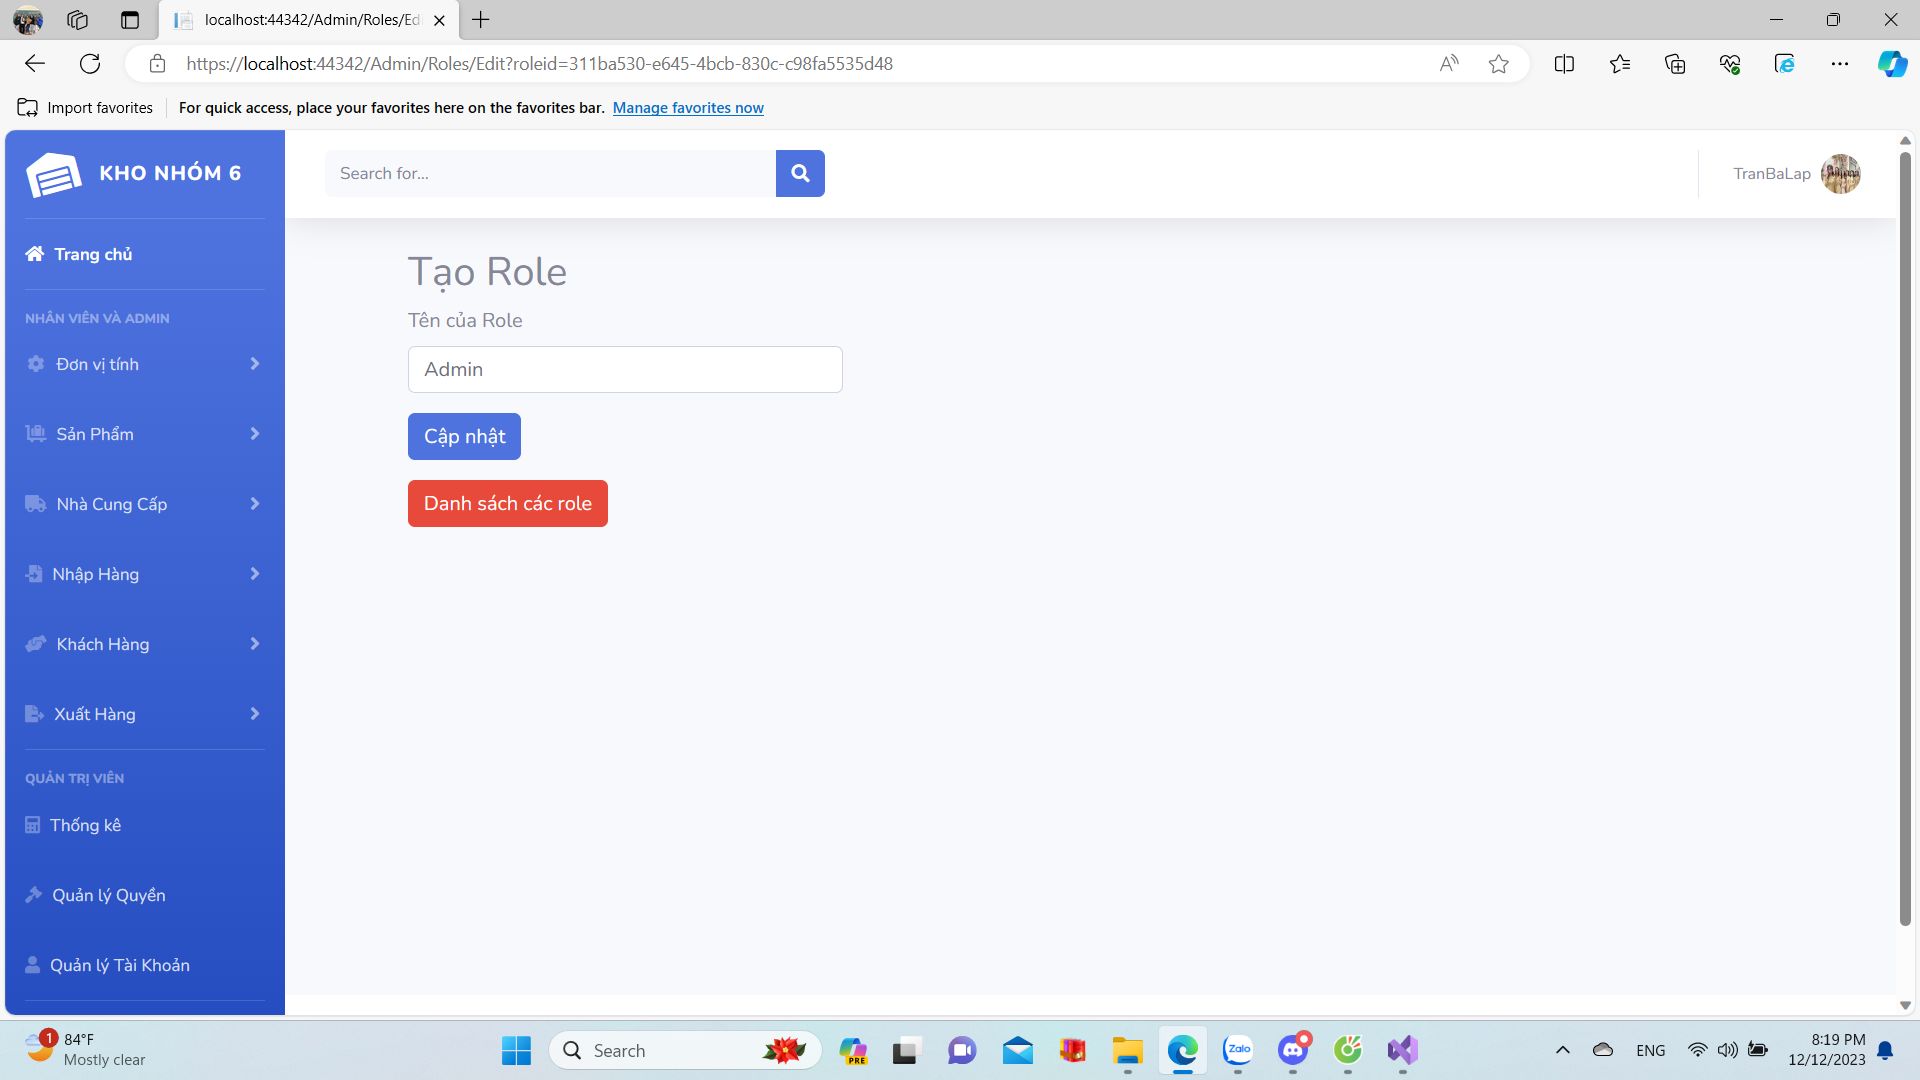 localhost:44342/Admin/Roles/Edi
https://localhost:44342/Admin/Roles/Edit?roleid=311ba530-e645-4bcb-830c-c98fa5535d48
Import favorites
For quick access, place your favorites here on the favorites bar. Manage favorites now
KHO NHÓM 6
Search for...
TranBaLap
Trang chủ
NHÂN VIÊN VÀ ADMIN
Đơn vị tính
Sản Phẩm
Nhà Cung Cấp
Nhập Hàng
Khách Hàng
Xuất Hàng
QUẢN TRỊ VIÊN
Thống kê
Quản lý Quyền
Quản lý Tài Khoản
Tạo Role
Tên của Role
Admin
Cập nhật
Danh sách các role
1
84°F
Mostly clear
Search
PRE
Zalo
ENG
8:19 PM
12/12/2023